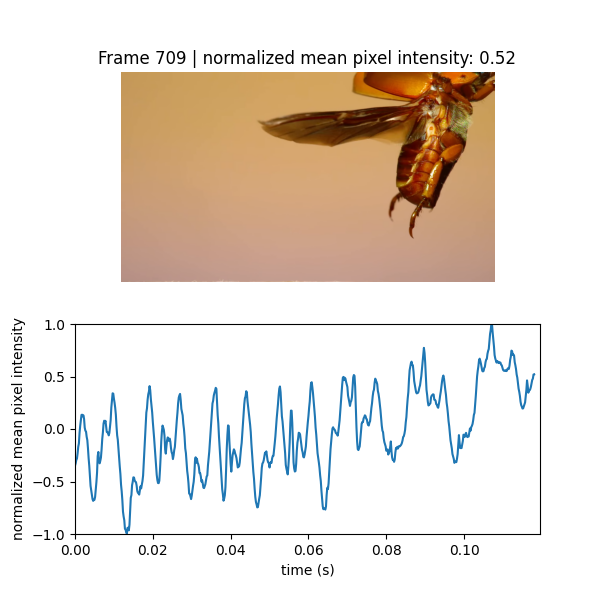 Frame 709 | normalized mean pixel intensity: 0.52
normalized mean pixel intensity
1.0
0.5
0.0
−0.5
−1.0
0.00 0.02 0.04 0.06 0.08 0.10
time (s)